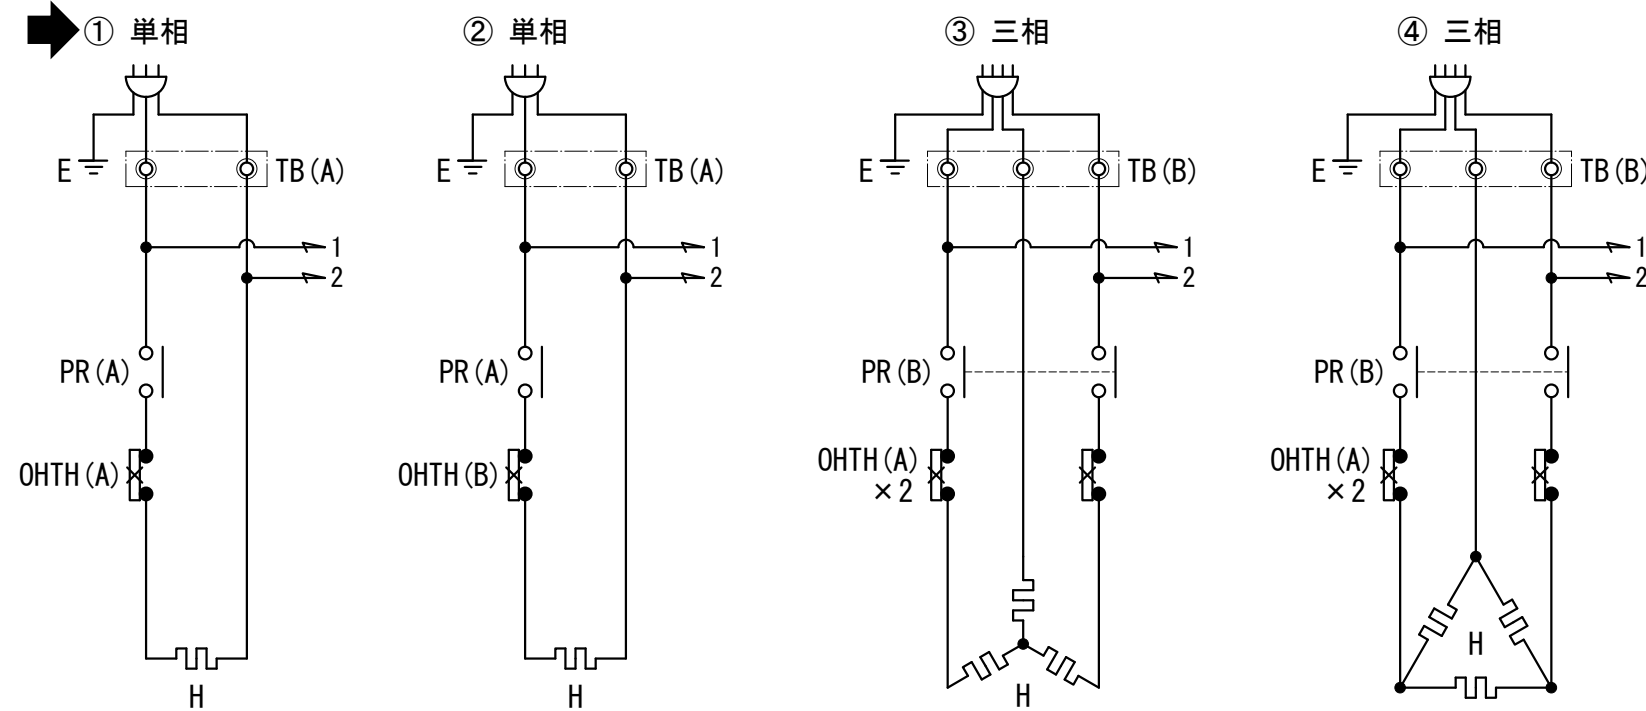 ① 単相
② 単相
③ 三相
④ 三相
E
TB(A)
E
TB(A)
E
TB(B)
E
TB(B)
1
1
1
1
2
2
2
2
PR(A)
PR(A)
PR(B)
PR(B)
OHTH(A)
OHTH(B)
OHTH(A)
×2
OHTH(A)
×2
H
H
H
H